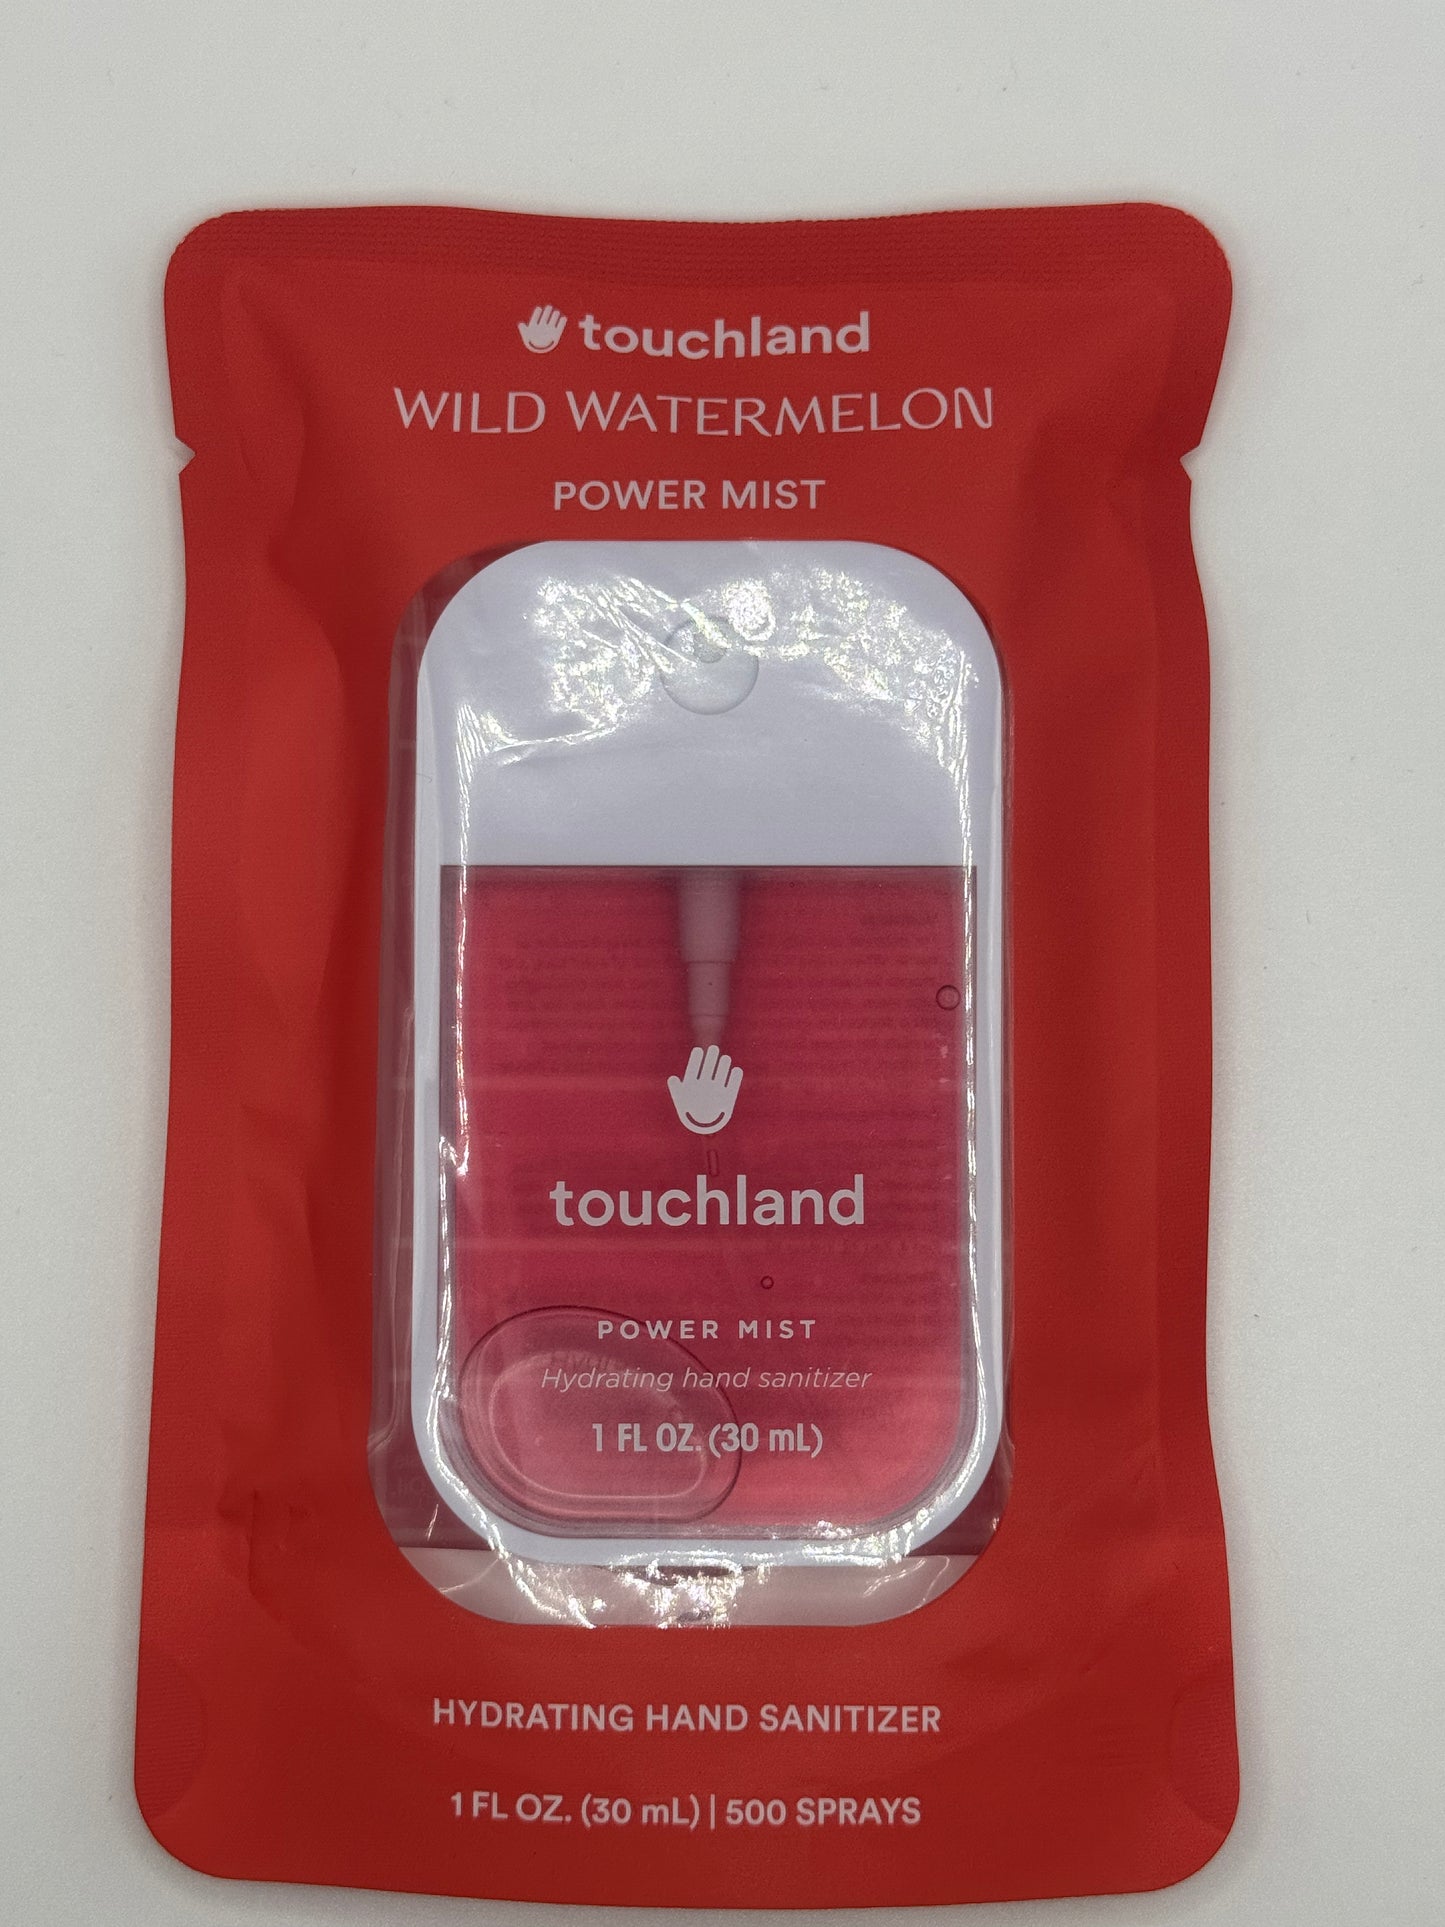 touchland
WILD WATERMELON
POWER MIST
touchland
POWER MIST
Hydrating hand sanitizer
1 FL OZ. (30 mL)
HYDRATING HAND SANITIZER
1 FL OZ. (30 mL) | 500 SPRAYS